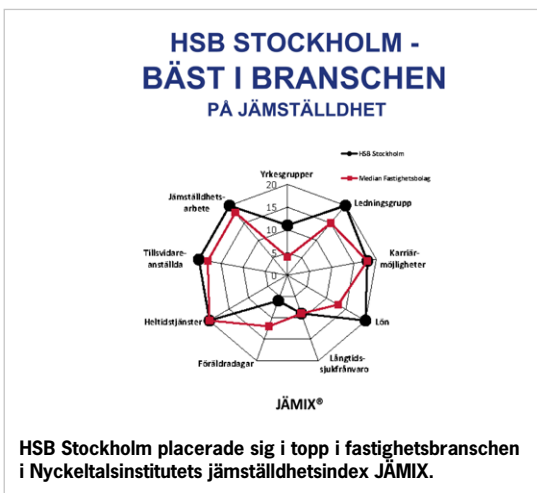 HSB STOCKHOLM -
BÄST I BRANSCHEN
PÅ JÄMSTÄLLDHET
HSB Stockholm
Median Fastighetsbolag
Yrkesgrupper
Ledningsgrupp
Karriär-
möjligheter
Lön
Långtids-
sjukfrånvaro
Föräldradagar
Heltidstjänster
Tillsvidare-
anställda
Jämställdhets-
arbete
20
15
10
5
0
JÄMIX®
HSB Stockholm placerade sig i topp i fastighetsbranschen
i Nyckeltalsinstitutets jämställdhetsindex JÄMIX.